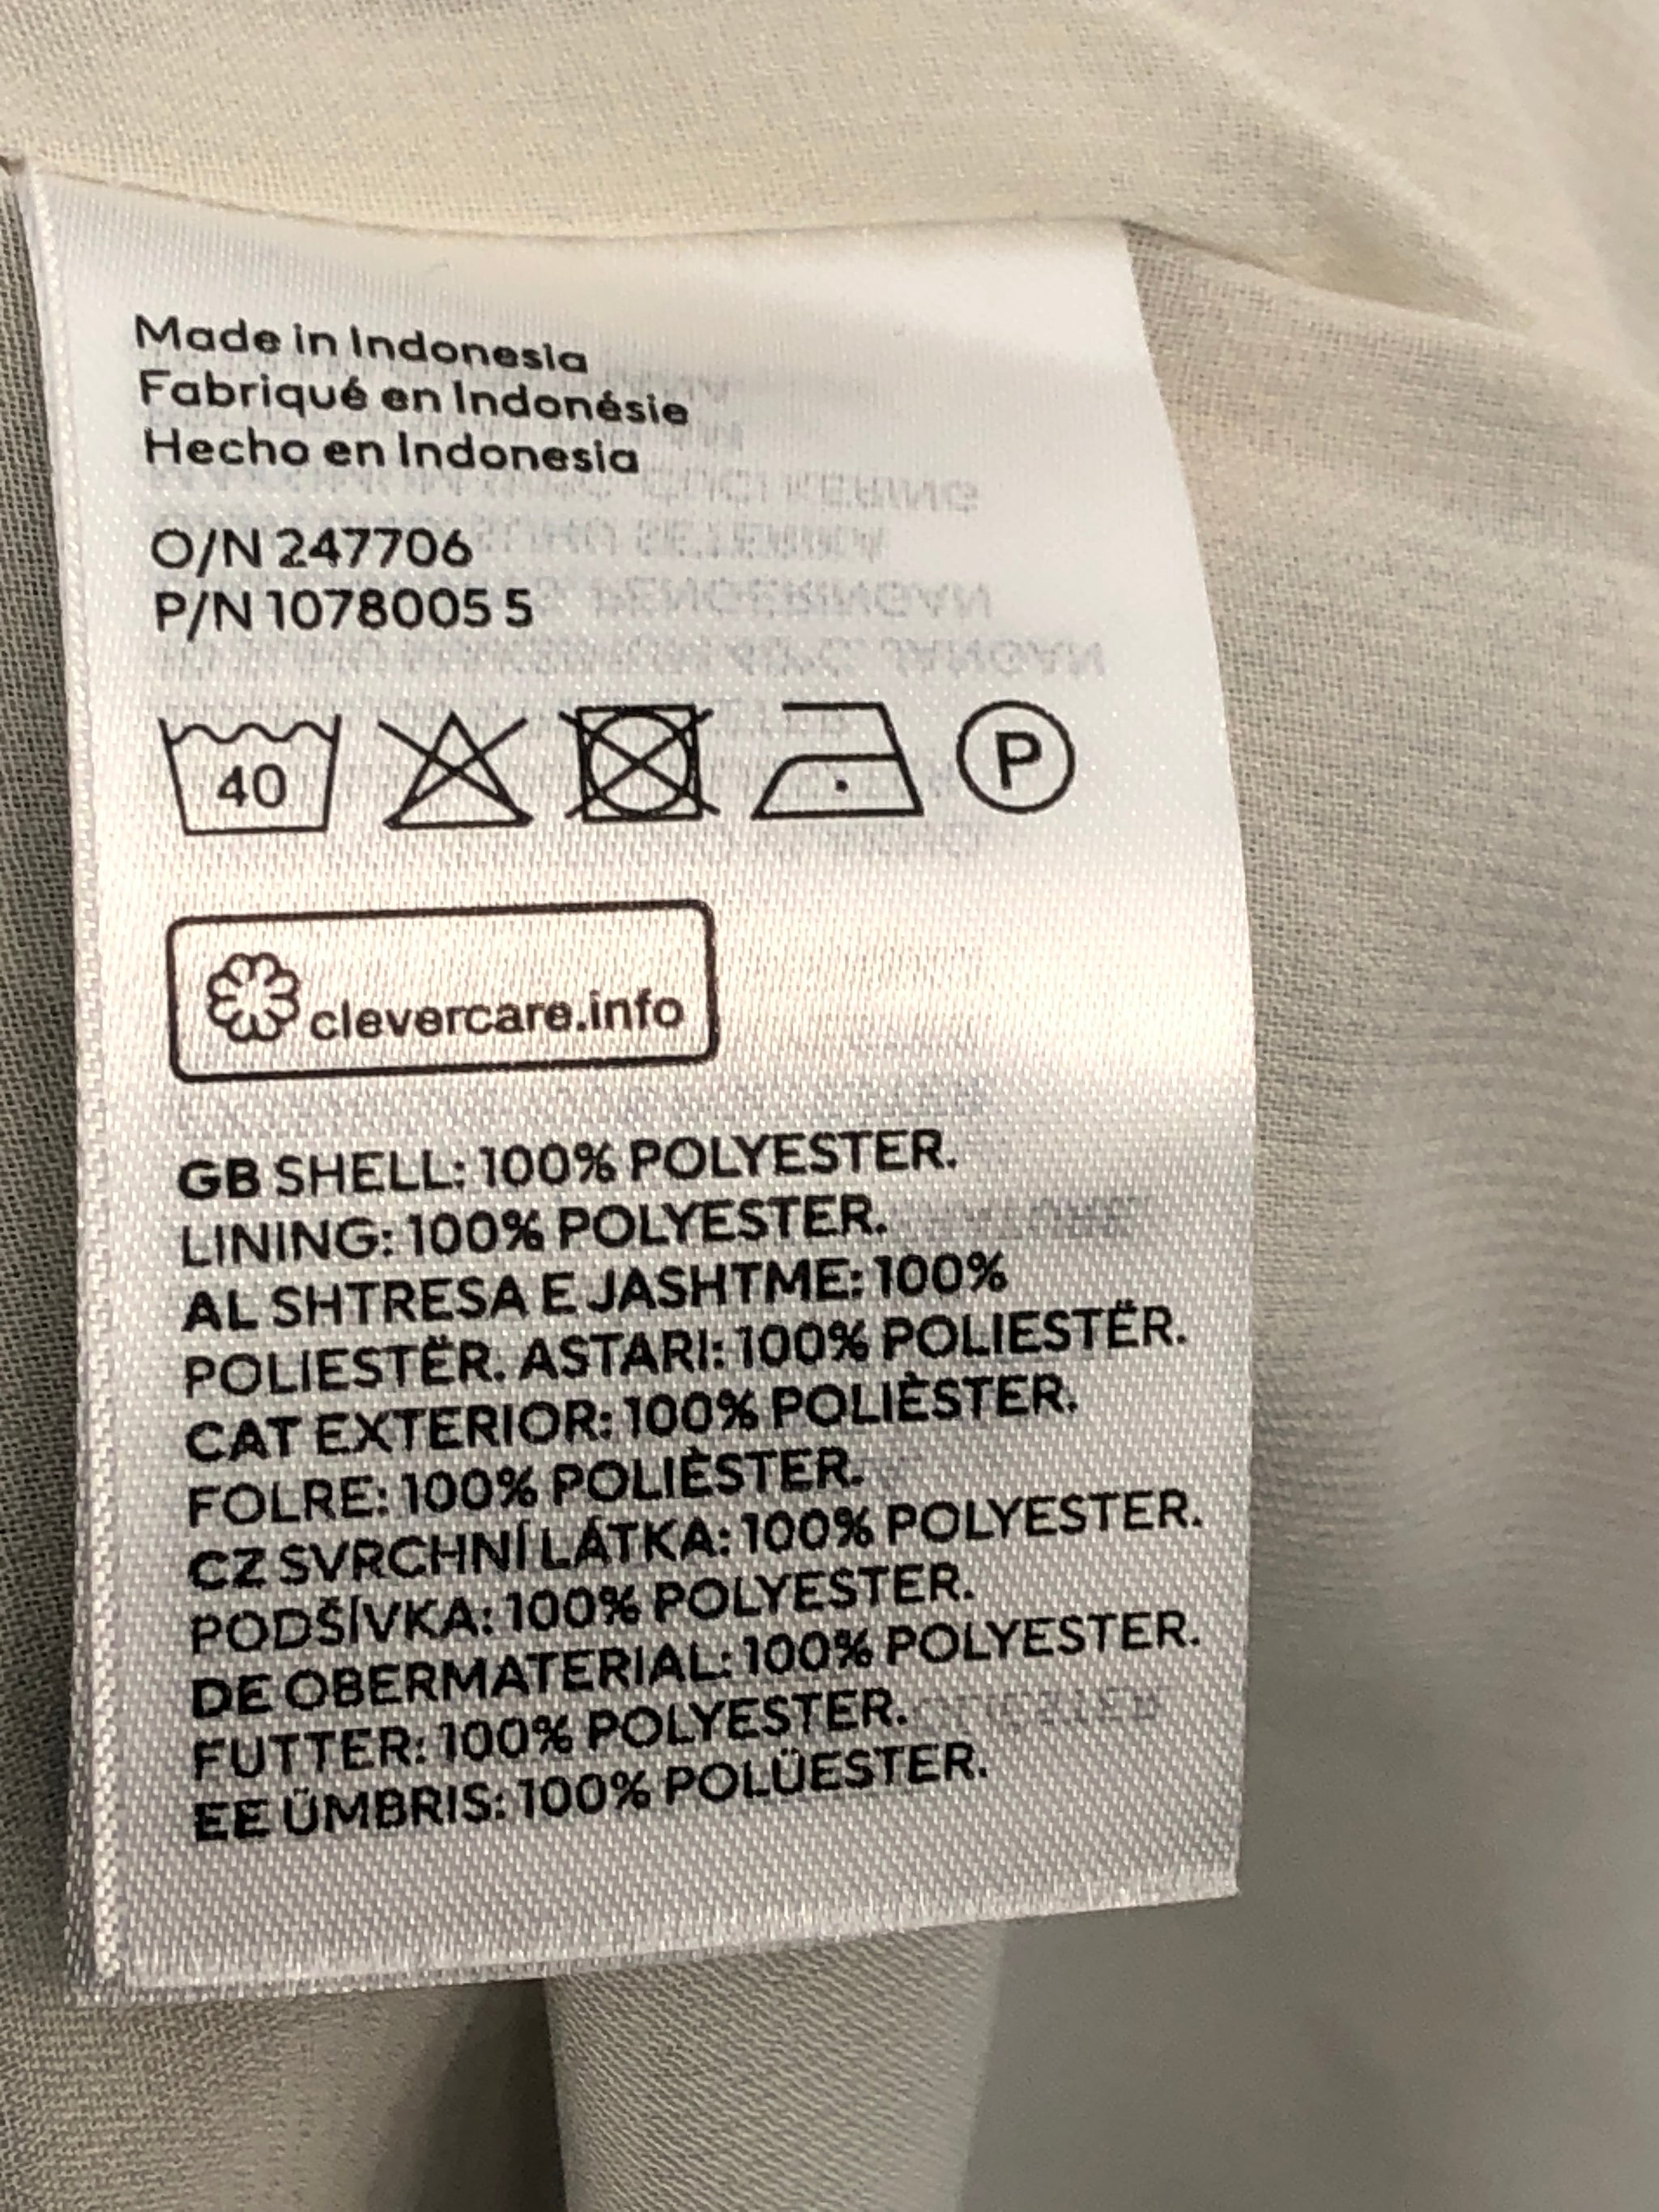 Made in Indonesia
Fabriqué en Indonésie
Hecho en Indonesia
O/N 247706
P/N 1078005 5
40
P
clevercare.info
GB SHELL: 100% POLYESTER.
LINING: 100% POLYESTER.
AL SHTRESA E JASHTME: 100%
POLIESTËR. ASTARI: 100% POLIESTËR.
CAT EXTERIOR: 100% POLIÈSTER.
FOLRE: 100% POLIÈSTER.
CZ SVRCHNÍ LÁTKA: 100% POLYESTER.
PODŠÍVKA: 100% POLYESTER.
DE OBERMATERIAL: 100% POLYESTER.
FUTTER: 100% POLYESTER.
EE ÜMBRIS: 100% POLÜESTER.